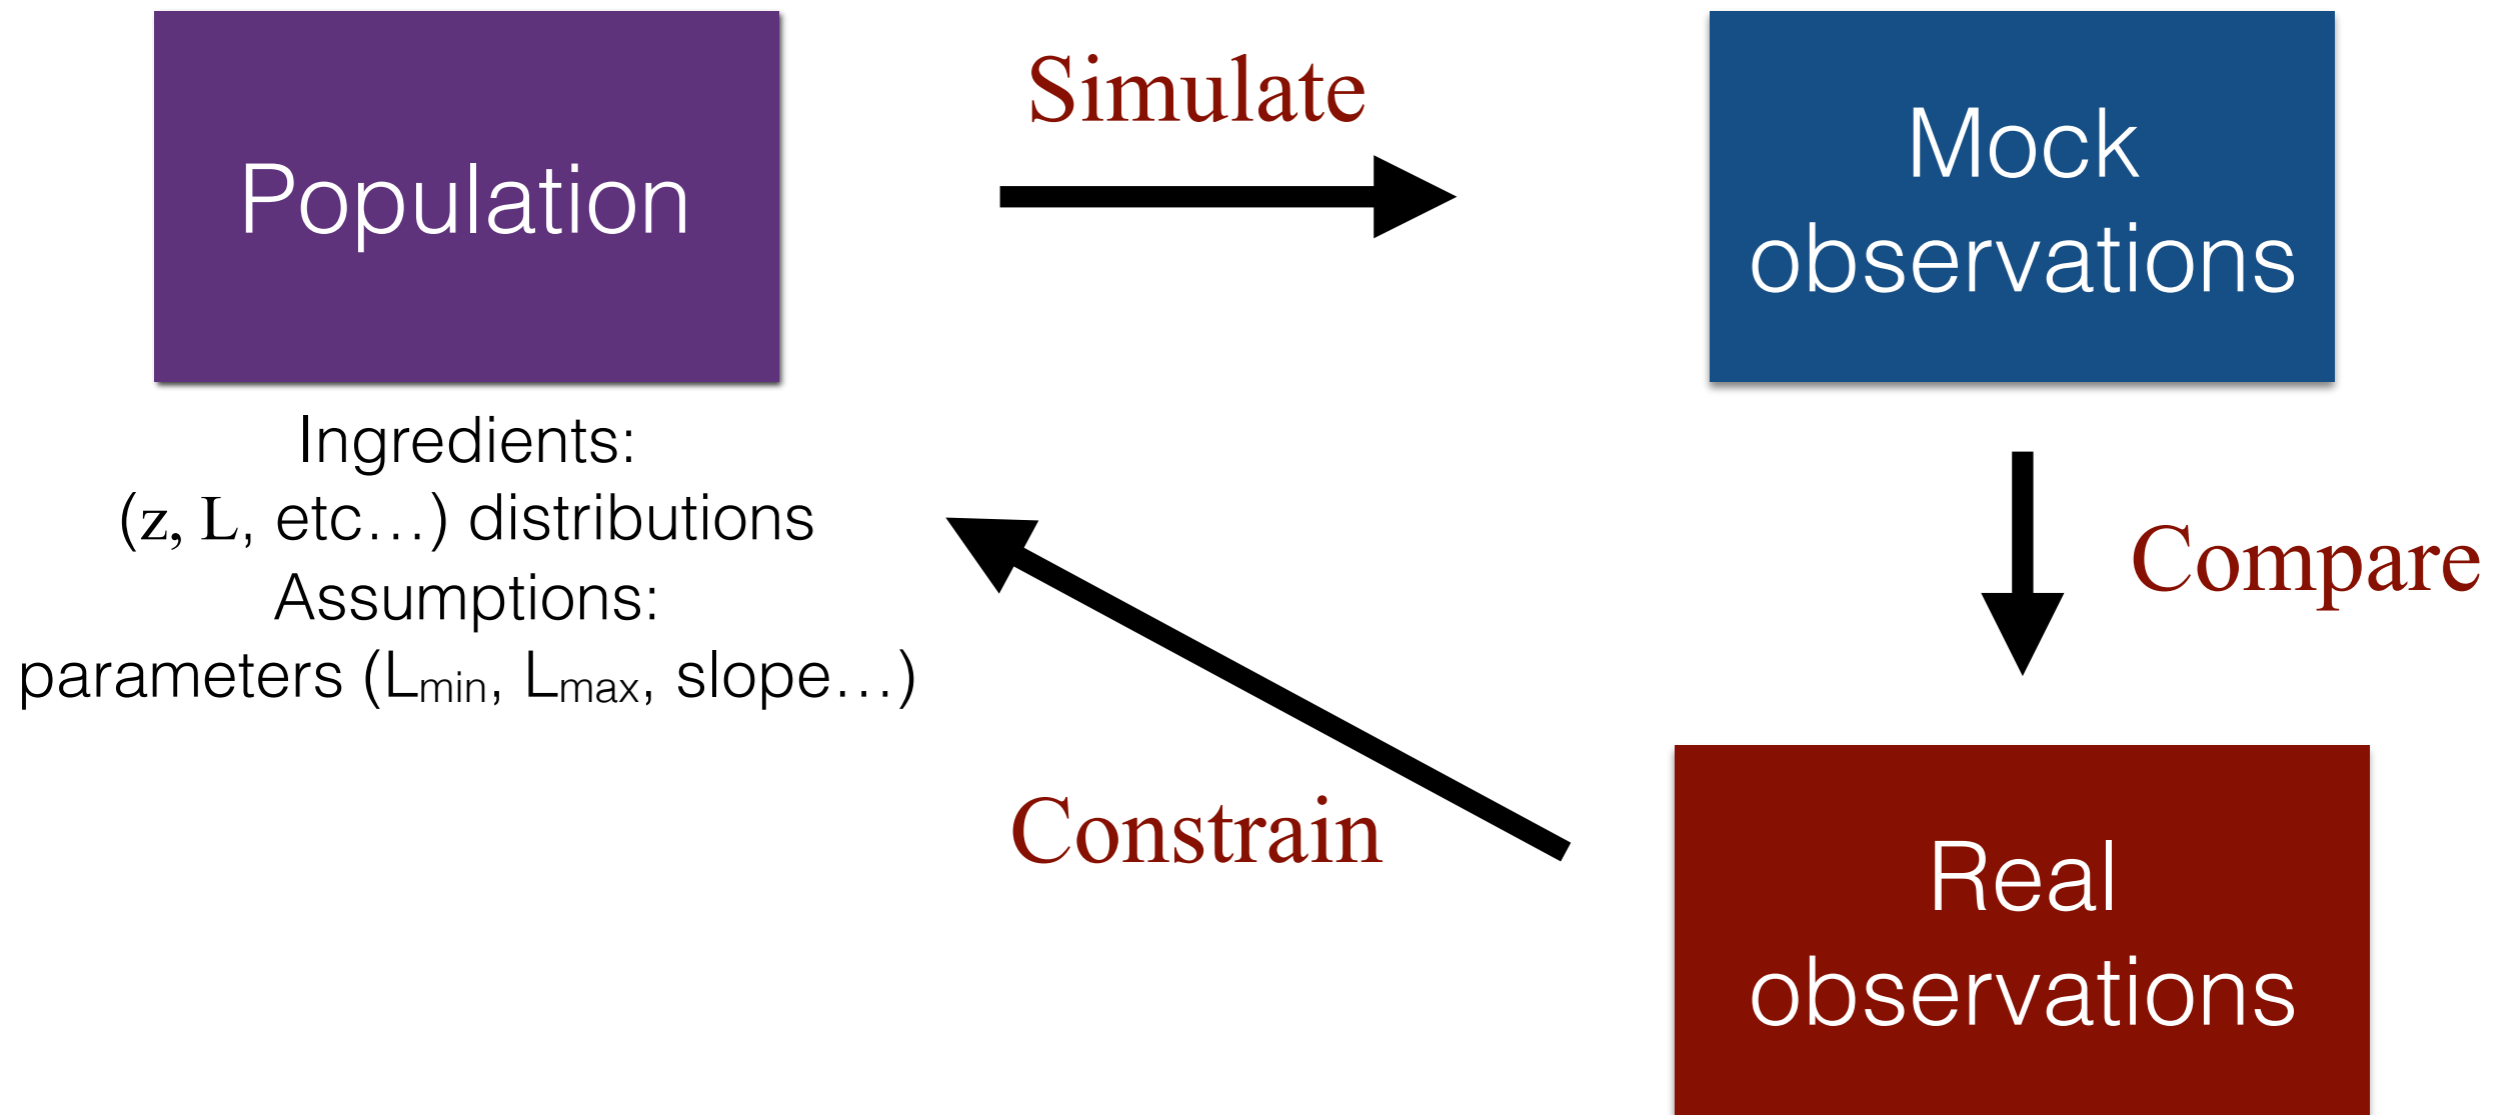 Population
Simulate
Mock
observations
Ingredients:
(z, L, etc…) distributions
Assumptions:
parameters (Lmin, Lmax, slope…)
Compare
Constrain
Real
observations